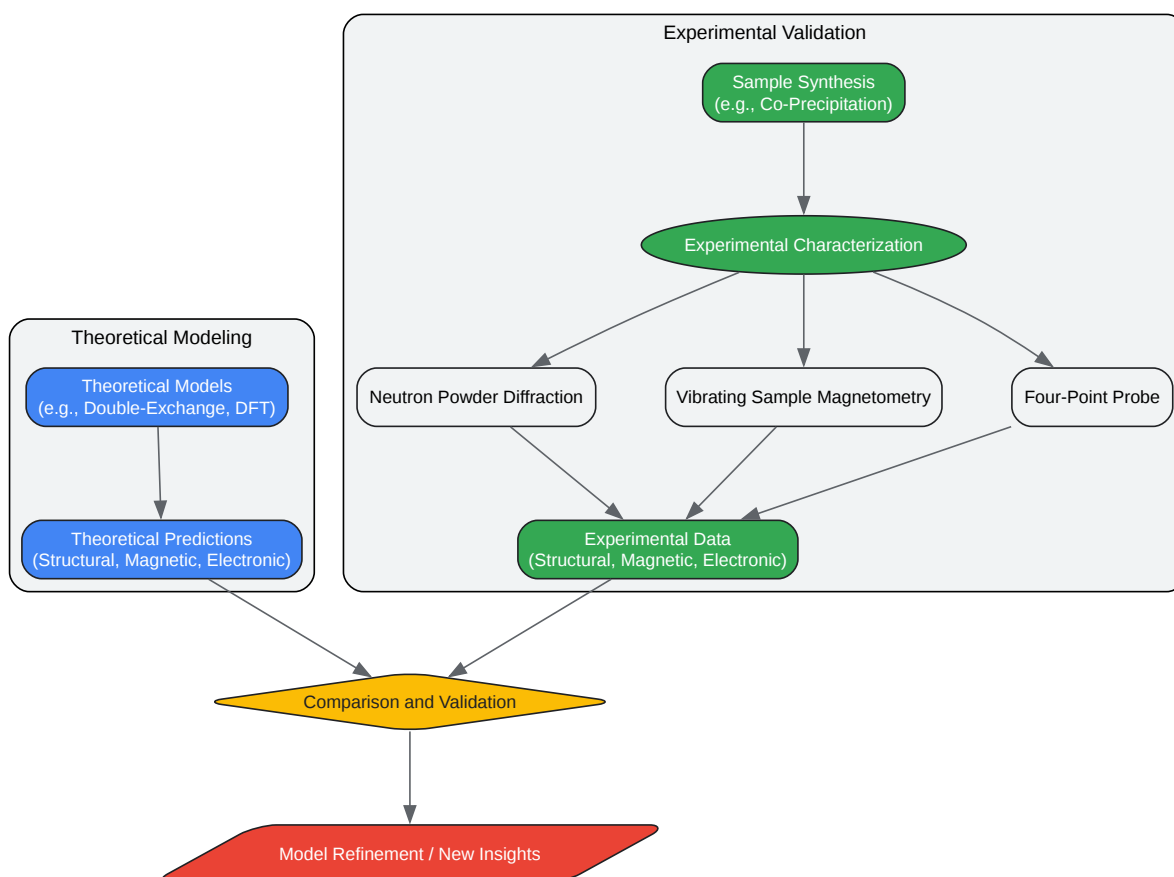 Experimental Validation
Sample Synthesis
(e.g., Co-Precipitation)
Experimental Characterization
Theoretical Modeling
Theoretical Models
(e.g., Double-Exchange, DFT)
Neutron Powder Diffraction
Vibrating Sample Magnetometry
Four-Point Probe
Theoretical Predictions
(Structural, Magnetic, Electronic)
Experimental Data
(Structural, Magnetic, Electronic)
Comparison and Validation
Model Refinement / New Insights